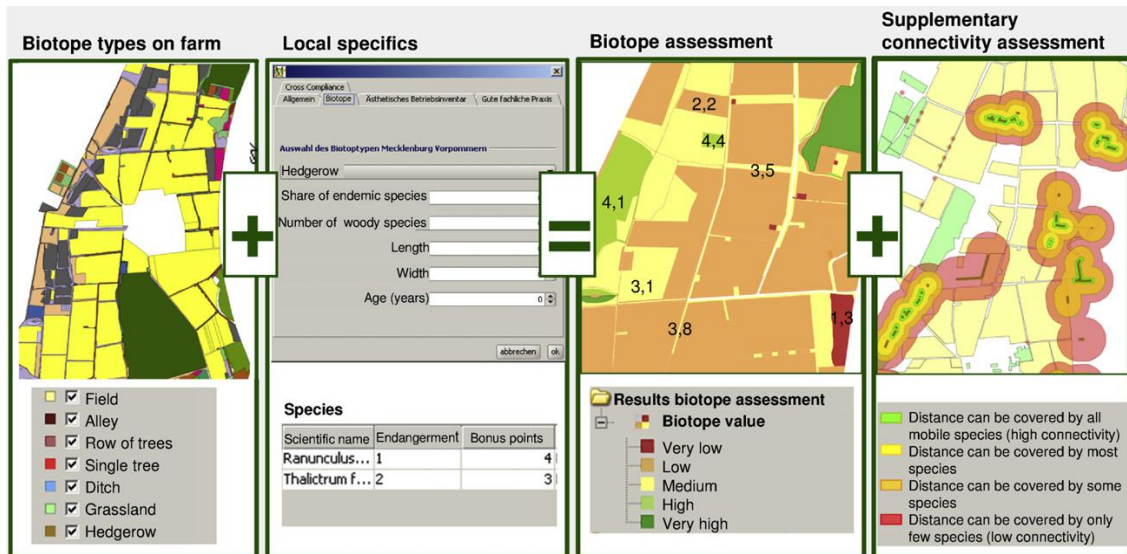 Biotope types on farm
Local specifics
Biotope assessment
Supplementary
connectivity assessment
Cross Compliance
Allgemein
Biotope
Ästhetisches Betriebsinventar
Gute fachliche Praxis
Auswahl des Biotoptypen Mecklenburg Vorpommern
Hedgerow
Share of endemic species
Number of woody species
Length
Width
Age (years)
0
abbrechen
ok
+
=
+
2,2
4,4
3,5
4,1
3,1
3,8
1,3
Field
Alley
Row of trees
Single tree
Ditch
Grassland
Hedgerow
Species
Scientific name Endangerment Bonus points
Ranunculus... 1 4
Thalictrum f... 2 3
Results biotope assessment
Biotope value
Very low
Low
Medium
High
Very high
Distance can be covered by all
mobile species (high connectivity)
Distance can be covered by most
species
Distance can be covered by some
species
Distance can be covered by only
few species (low connectivity)